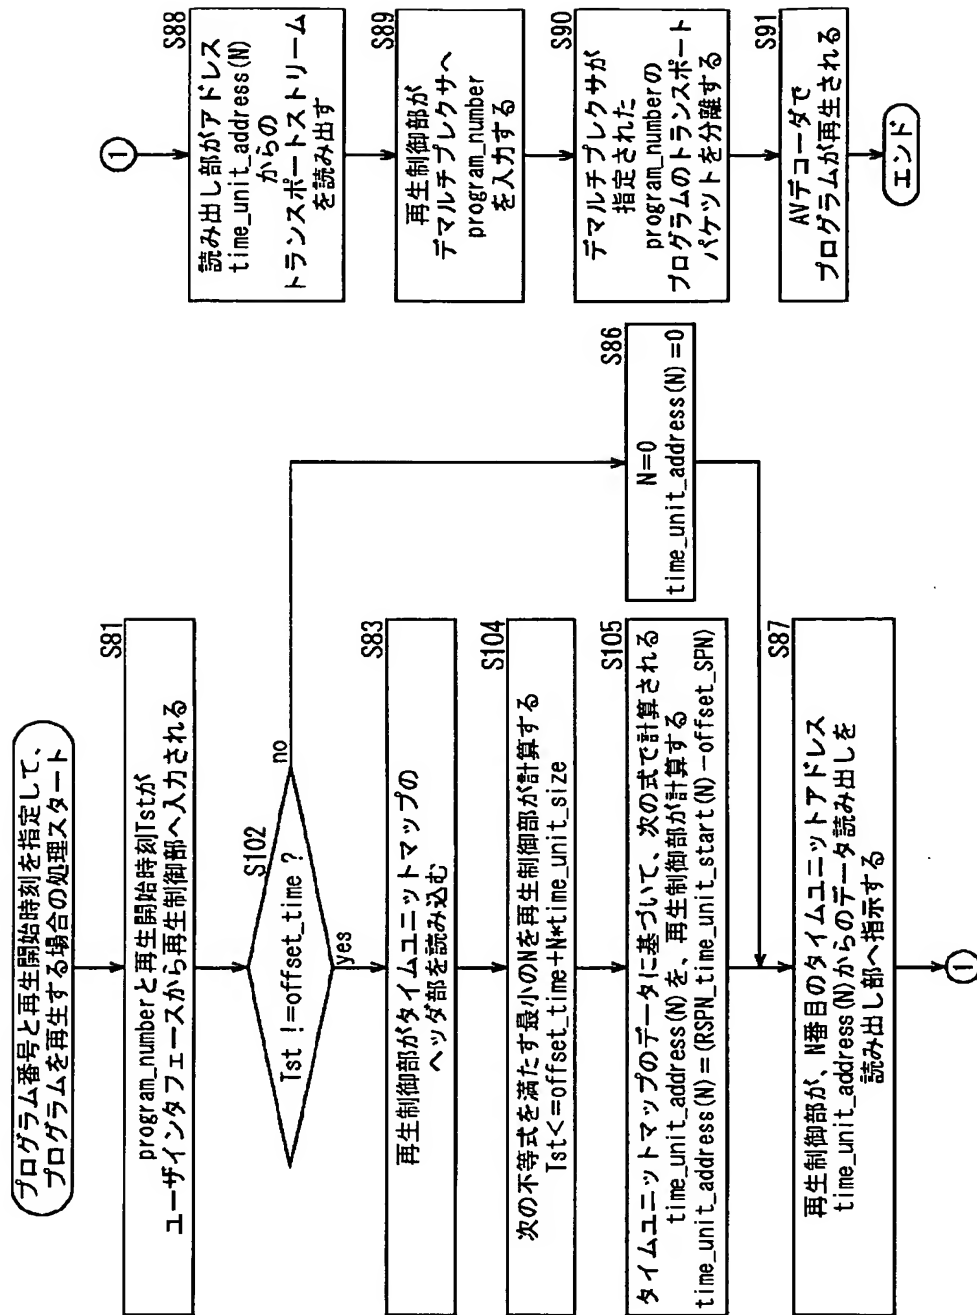 プログラム番号と再生開始時刻を指定して、
プログラムを再生する場合の処理スタート
S81
program_numberと再生開始時刻Tstが
ユーザインタフェースから再生制御部へ入力される
S102
Tst !=offset_time ?
no
yes
S83
再生制御部がタイムユニットマップの
ヘッダ部を読み込む
S104
次の不等式を満たす最小のNを再生制御部が計算する
Tst<=offset_time+N*time_unit_size
S105
タイムユニットマップのデータに基づいて、次の式で計算される
time_unit_address(N)を、再生制御部が計算する
time_unit_address(N)=(RSPN_time_unit_start(N)-offset_SPN)
S86
N=0
time_unit_address(N)=0
S87
再生制御部が、N番目のタイムユニットアドレス
time_unit_address(N)からのデータ読み出しを
読み出し部へ指示する
1
1
S88
読み出し部がアドレス
time_unit_address(N)
からの
トランスポートストリーム
を読み出す
S89
再生制御部が
デマルチプレクサへ
program_number
を入力する
S90
デマルチプレクサが
指定された
program_numberの
プログラムのトランスポート
パケットを分離する
S91
AVデコーダで
プログラムが再生される
エンド